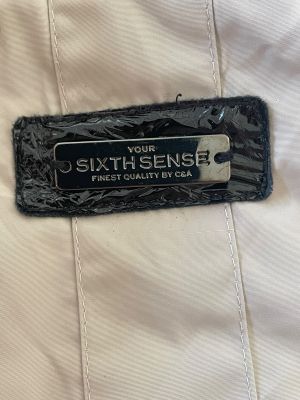 YOUR
SIXTH SENSE
FINEST QUALITY BY C&A